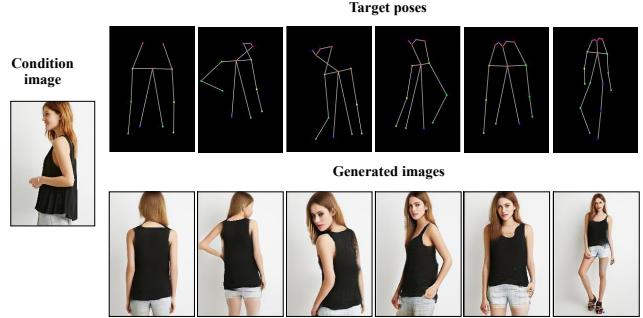 Target poses
Condition
image
Generated images